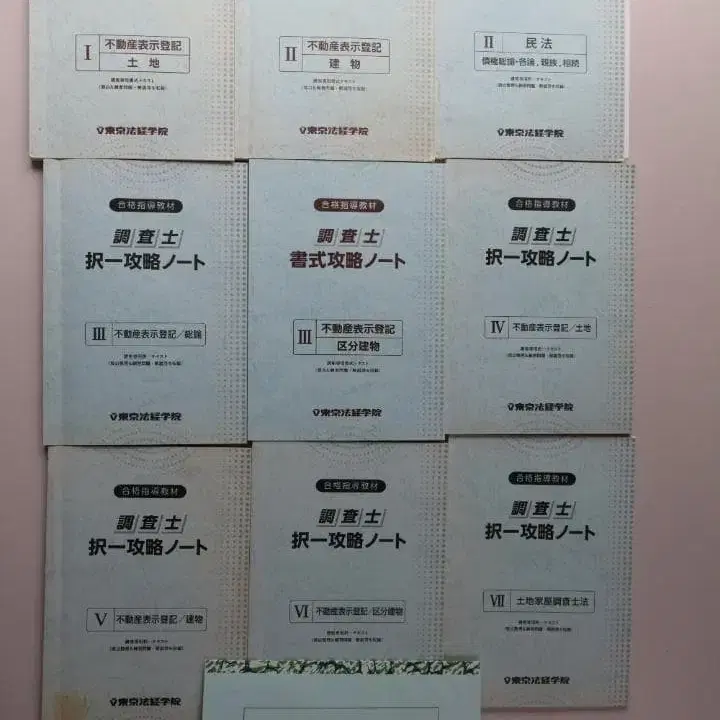 I 不動産表示登記
土地
東京法経学院
II 不動産表示登記
建物
東京法経学院
II 民法
債権総論・各論、親族、相続
東京法経学院
合格指導教材
調査士
択一攻略ノート
III 不動産表示登記/総論
東京法経学院
合格指導教材
調査士
書式攻略ノート
III 不動産表示登記
区分建物
東京法経学院
合格指導教材
調査士
択一攻略ノート
IV 不動産表示登記/土地
東京法経学院
合格指導教材
調査士
択一攻略ノート
V 不動産表示登記/建物
東京法経学院
合格指導教材
調査士
択一攻略ノート
VI 不動産表示登記/区分建物
合格指導教材
調査士
択一攻略ノート
VII 土地家屋調査士法
東京法経学院